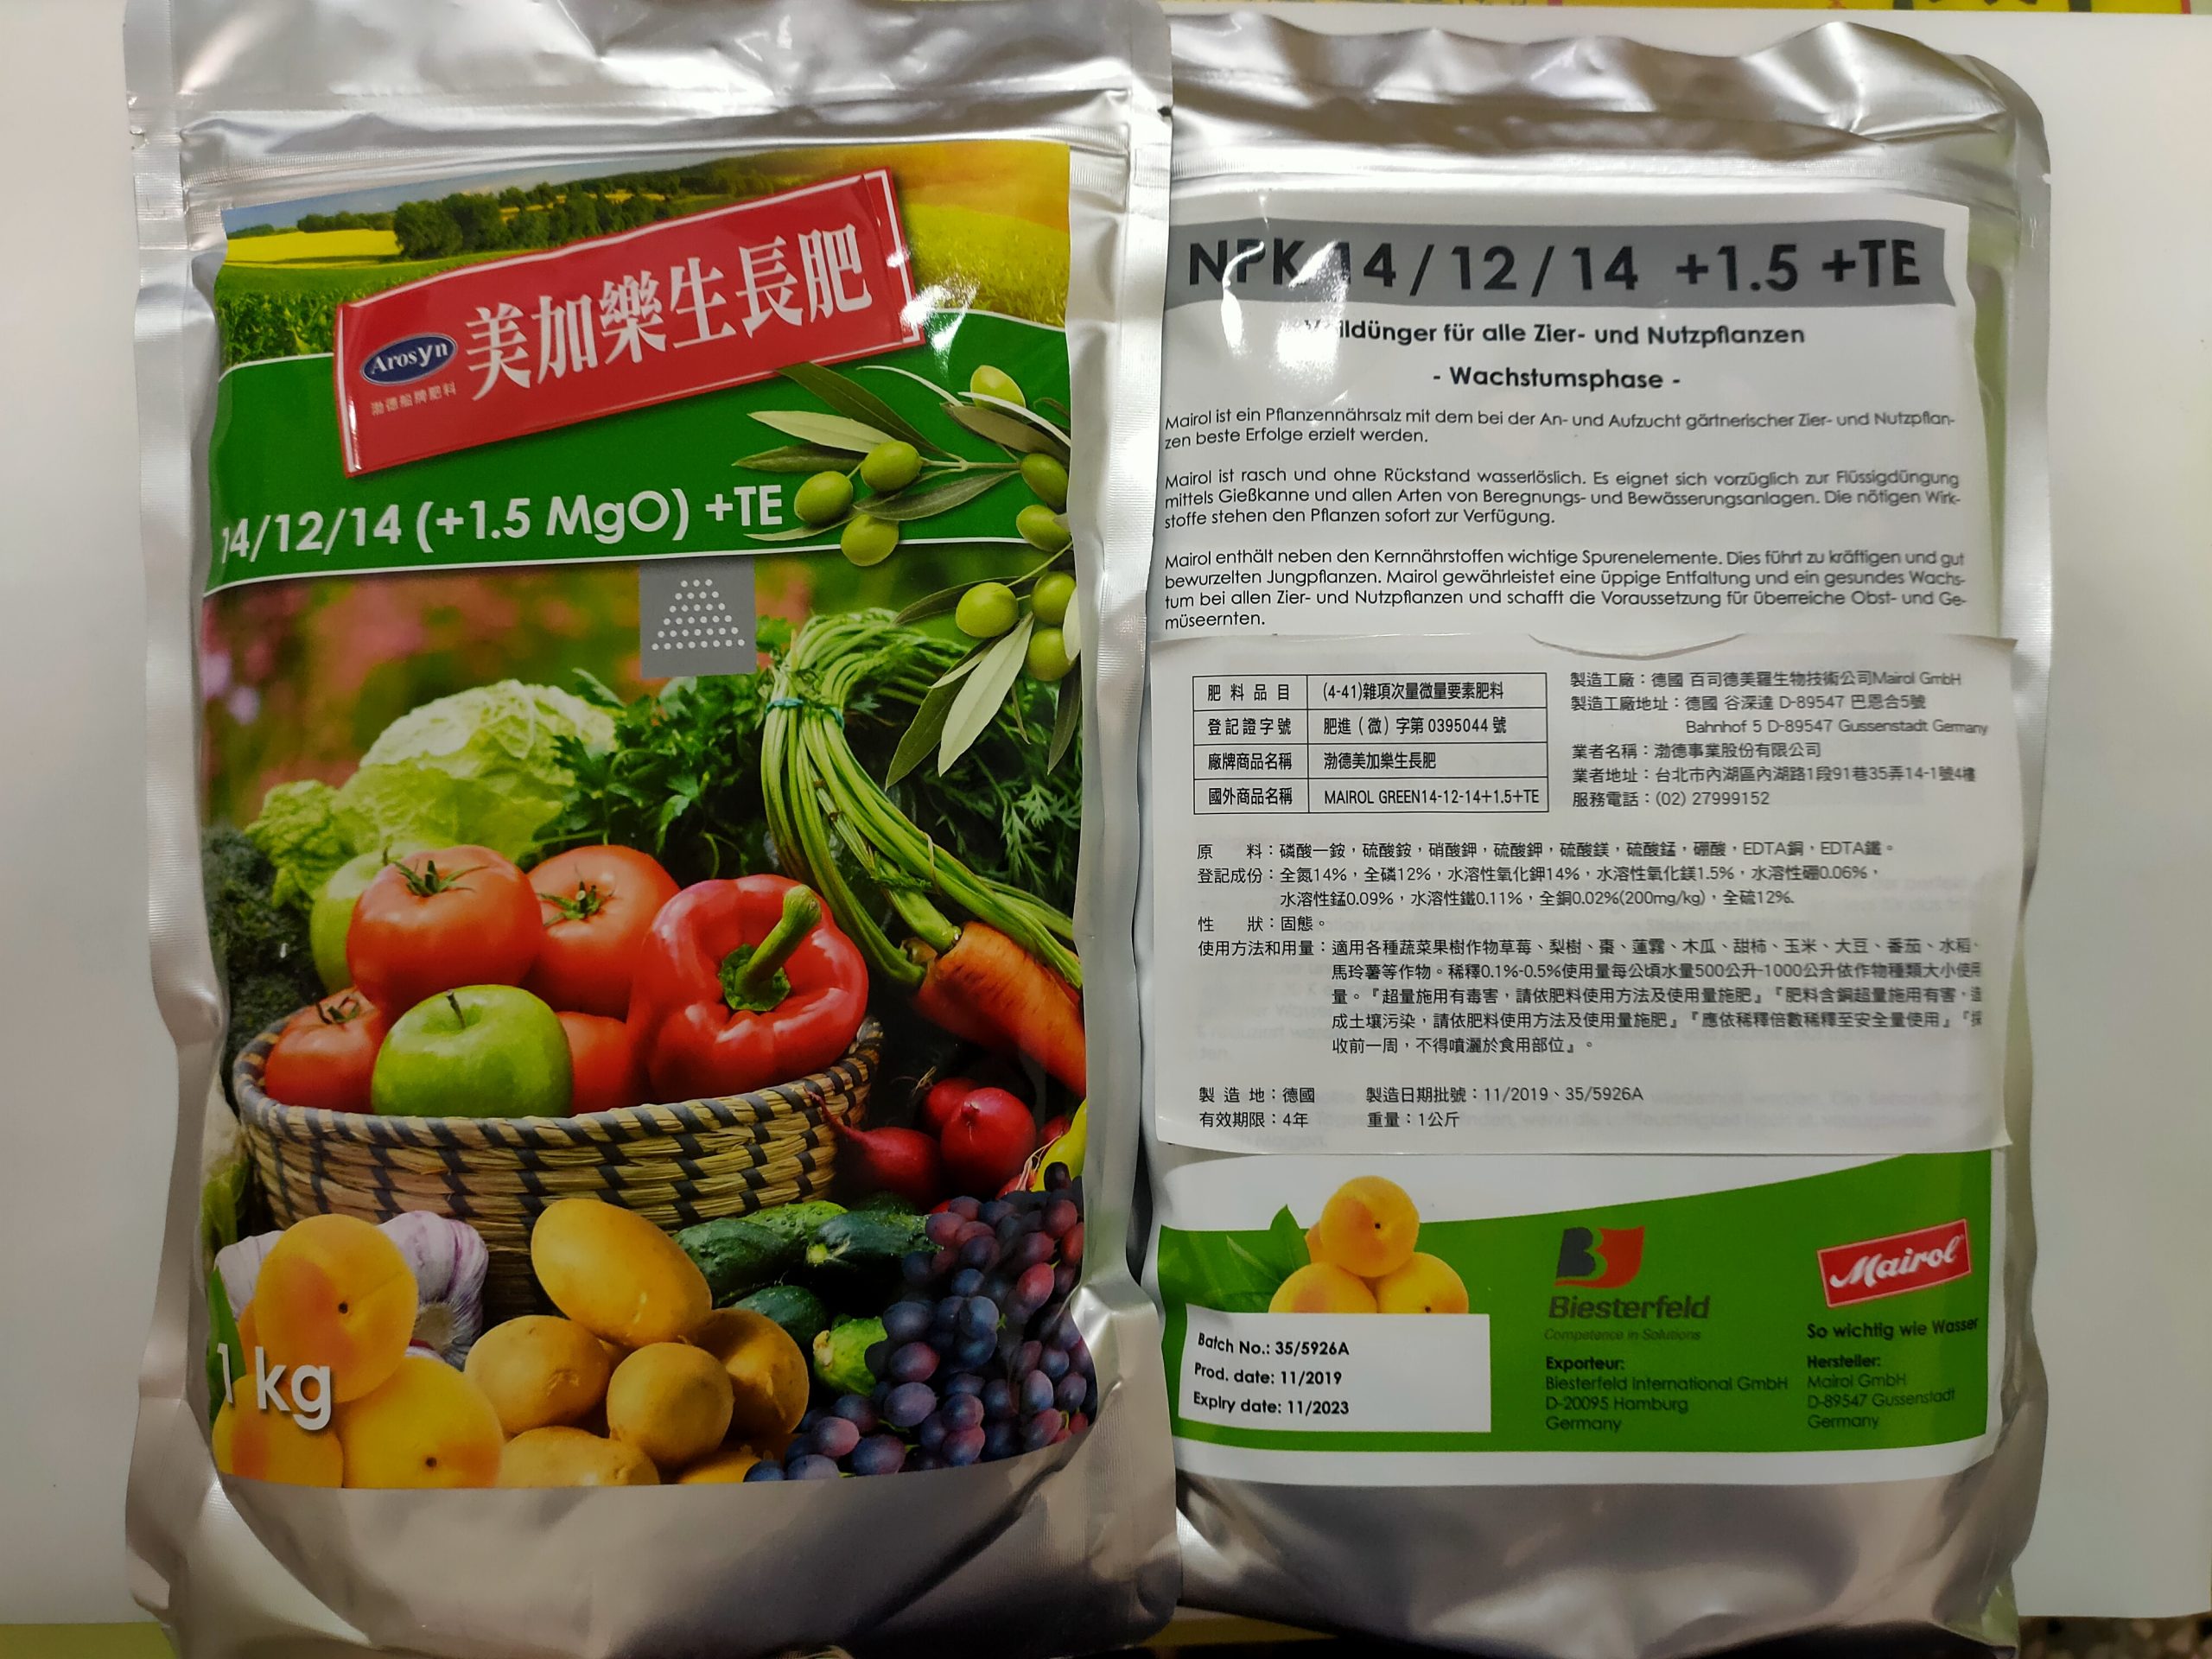 Arosyn
渤德船牌肥料
美加樂生長肥
14/12/14 (+1.5 MgO) +TE
1 kg
NPK 14/12/14 +1.5 +TE
für alle Zier- und Nutzpflanzen
- Wachstumsphase -
Mairol ist ein Pflanzennährsalz mit dem bei der An- und Aufzucht gärtnerischer Zier- und Nutzpflan-
zen beste Erfolge erzielt werden.
Mairol ist rasch und ohne Rückstand wasserlöslich. Es eignet sich vorzüglich zur Flüssigdüngung
mittels Gießkanne und allen Arten von Beregnungs- und Bewässerungsanlagen. Die nötigen Wirk-
stoffe stehen den Pflanzen sofort zur Verfügung.
Mairol enthält neben den Kernnährstoffen wichtige Spurenelemente. Dies führt zu kräftigen und gut
bewurzelten Jungpflanzen. Mairol gewährleistet eine üppige Entfaltung und ein gesundes Wachs-
tum bei allen Zier- und Nutzpflanzen und schafft die Voraussetzung für überreiche Obst- und Ge-
müseernten.
肥料品目 (4-41)雜項次量微量要素肥料
登記證字號 肥進（微）字第 0395044 號
廠牌商品名稱 渤德美加樂生長肥
國外商品名稱 MAIROL GREEN14-12-14+1.5+TE
製造工廠：德國 百司德美羅生物技術公司Mairol GmbH
製造工廠地址：德國 谷深達 D-89547 巴恩合5號
Bahnhof 5 D-89547 Gussenstadt Germany
業者名稱：渤德事業股份有限公司
業者地址：台北市內湖區內湖路1段91巷35弄14-1號4樓
服務電話：(02) 27999152
原 料：磷酸一銨，硫酸銨，硝酸鉀，硫酸鉀，硫酸鎂，硫酸錳，硼酸，EDTA銅，EDTA鐵。
登記成份：全氮14%，全磷12%，水溶性氧化鉀14%，水溶性氧化鎂1.5%，水溶性硼0.06%，
水溶性錳0.09%，水溶性鐵0.11%，全銅0.02%(200mg/kg)，全硫12%.
性 狀：固態。
使用方法和用量：適用各種蔬菜果樹作物草莓、梨樹、棗、蓮霧、木瓜、甜柿、玉米、大豆、番茄、水稻、
馬玲薯等作物。稀釋0.1%-0.5%使用量每公頃水量500公升-1000公升依作物種類大小使用
量。『超量施用有毒害，請依肥料使用方法及使用量施肥』『肥料含銅超量施用有害，造
成土壤污染，請依肥料使用方法及使用量施肥』『應依稀釋倍數稀釋至安全量使用』『採
收前一周，不得噴灑於食用部位』。
製 造 地：德國 製造日期批號：11/2019、35/5926A
有效期限：4年 重量：1公斤
Batch No.: 35/5926A
Prod. date: 11/2019
Expiry date: 11/2023
Biesterfeld
Competence in Solutions
Exporteur:
Biesterfeld International GmbH
D-20095 Hamburg
Germany
Mairol
So wichtig wie Wasser
Hersteller:
Mairol GmbH
D-89547 Gussenstadt
Germany